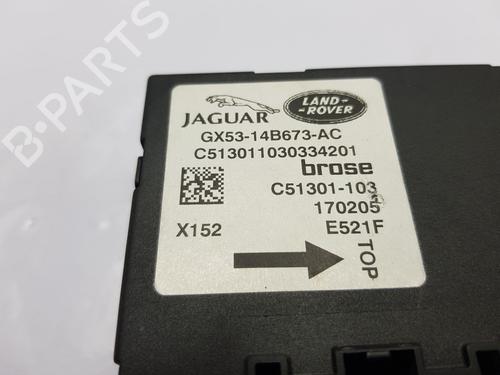 JAGUAR
LAND-
ROVER
GX53-14B673-AC
C513011030334201
brose
C51301-103
170205
X152
E521F
TOP
B-PARTS